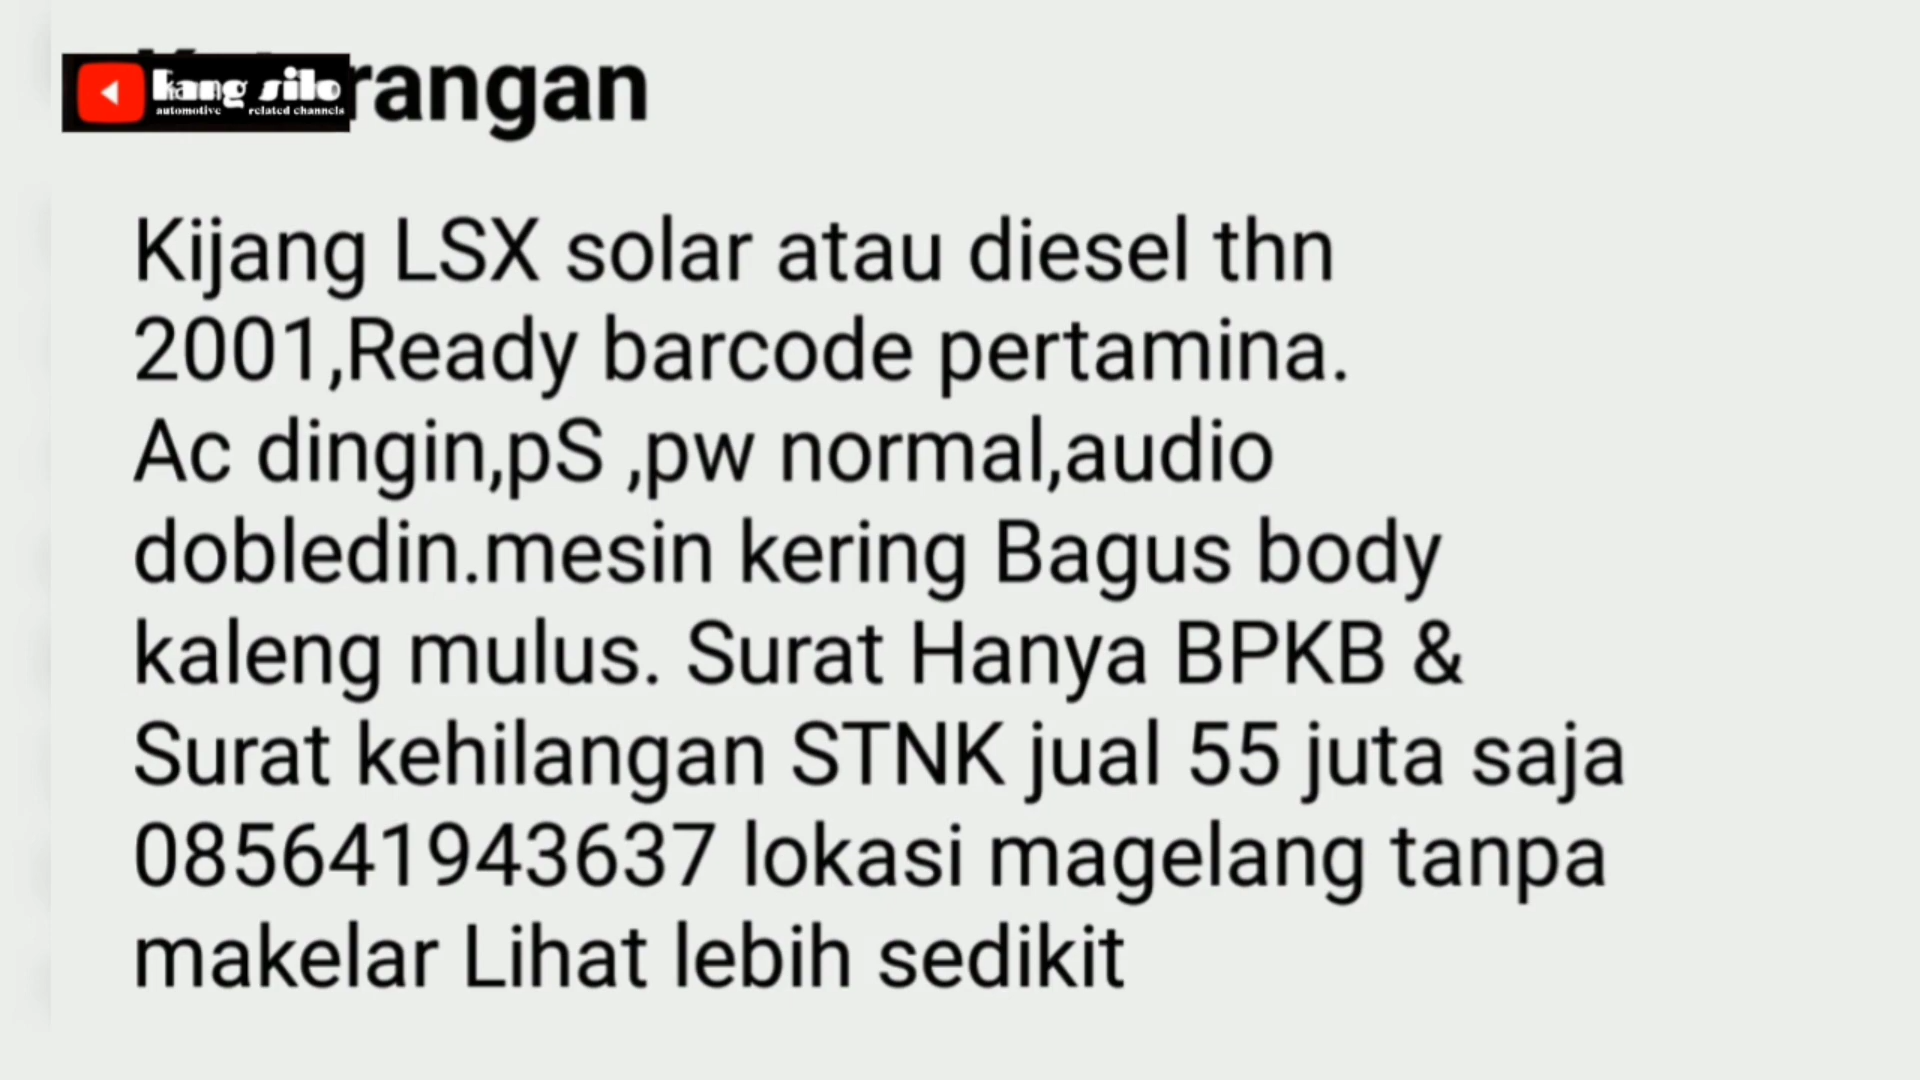 rangan
kang silo
automotive related channels
Kijang LSX solar atau diesel thn
2001,Ready barcode pertamina.
Ac dingin,pS ,pw normal,audio
dobledin.mesin kering Bagus body
kaleng mulus. Surat Hanya BPKB &
Surat kehilangan STNK jual 55 juta saja
085641943637 lokasi magelang tanpa
makelar Lihat lebih sedikit